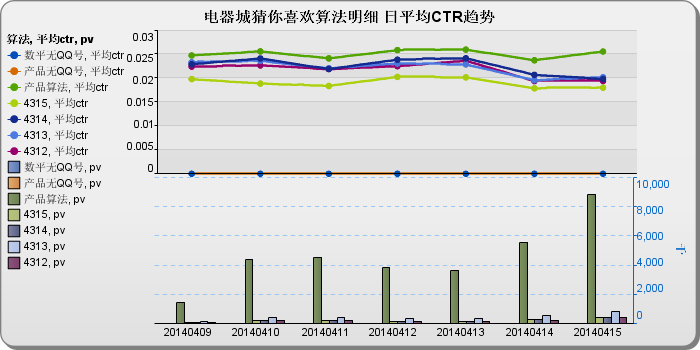 电器城猜你喜欢算法明细 日平均CTR趋势
算法, 平均ctr, pv
数平无QQ号, 平均ctr
产品无QQ号, 平均ctr
产品算法, 平均ctr
4315, 平均ctr
4314, 平均ctr
4313, 平均ctr
4312, 平均ctr
数平无QQ号, pv
产品无QQ号, pv
产品算法, pv
4315, pv
4314, pv
4313, pv
4312, pv
0.03
0.025
0.02
0.015
0.01
0.005
0
10,000
8,000
6,000
4,000
2,000
0
千
20140409 20140410 20140411 20140412 20140413 20140414 20140415